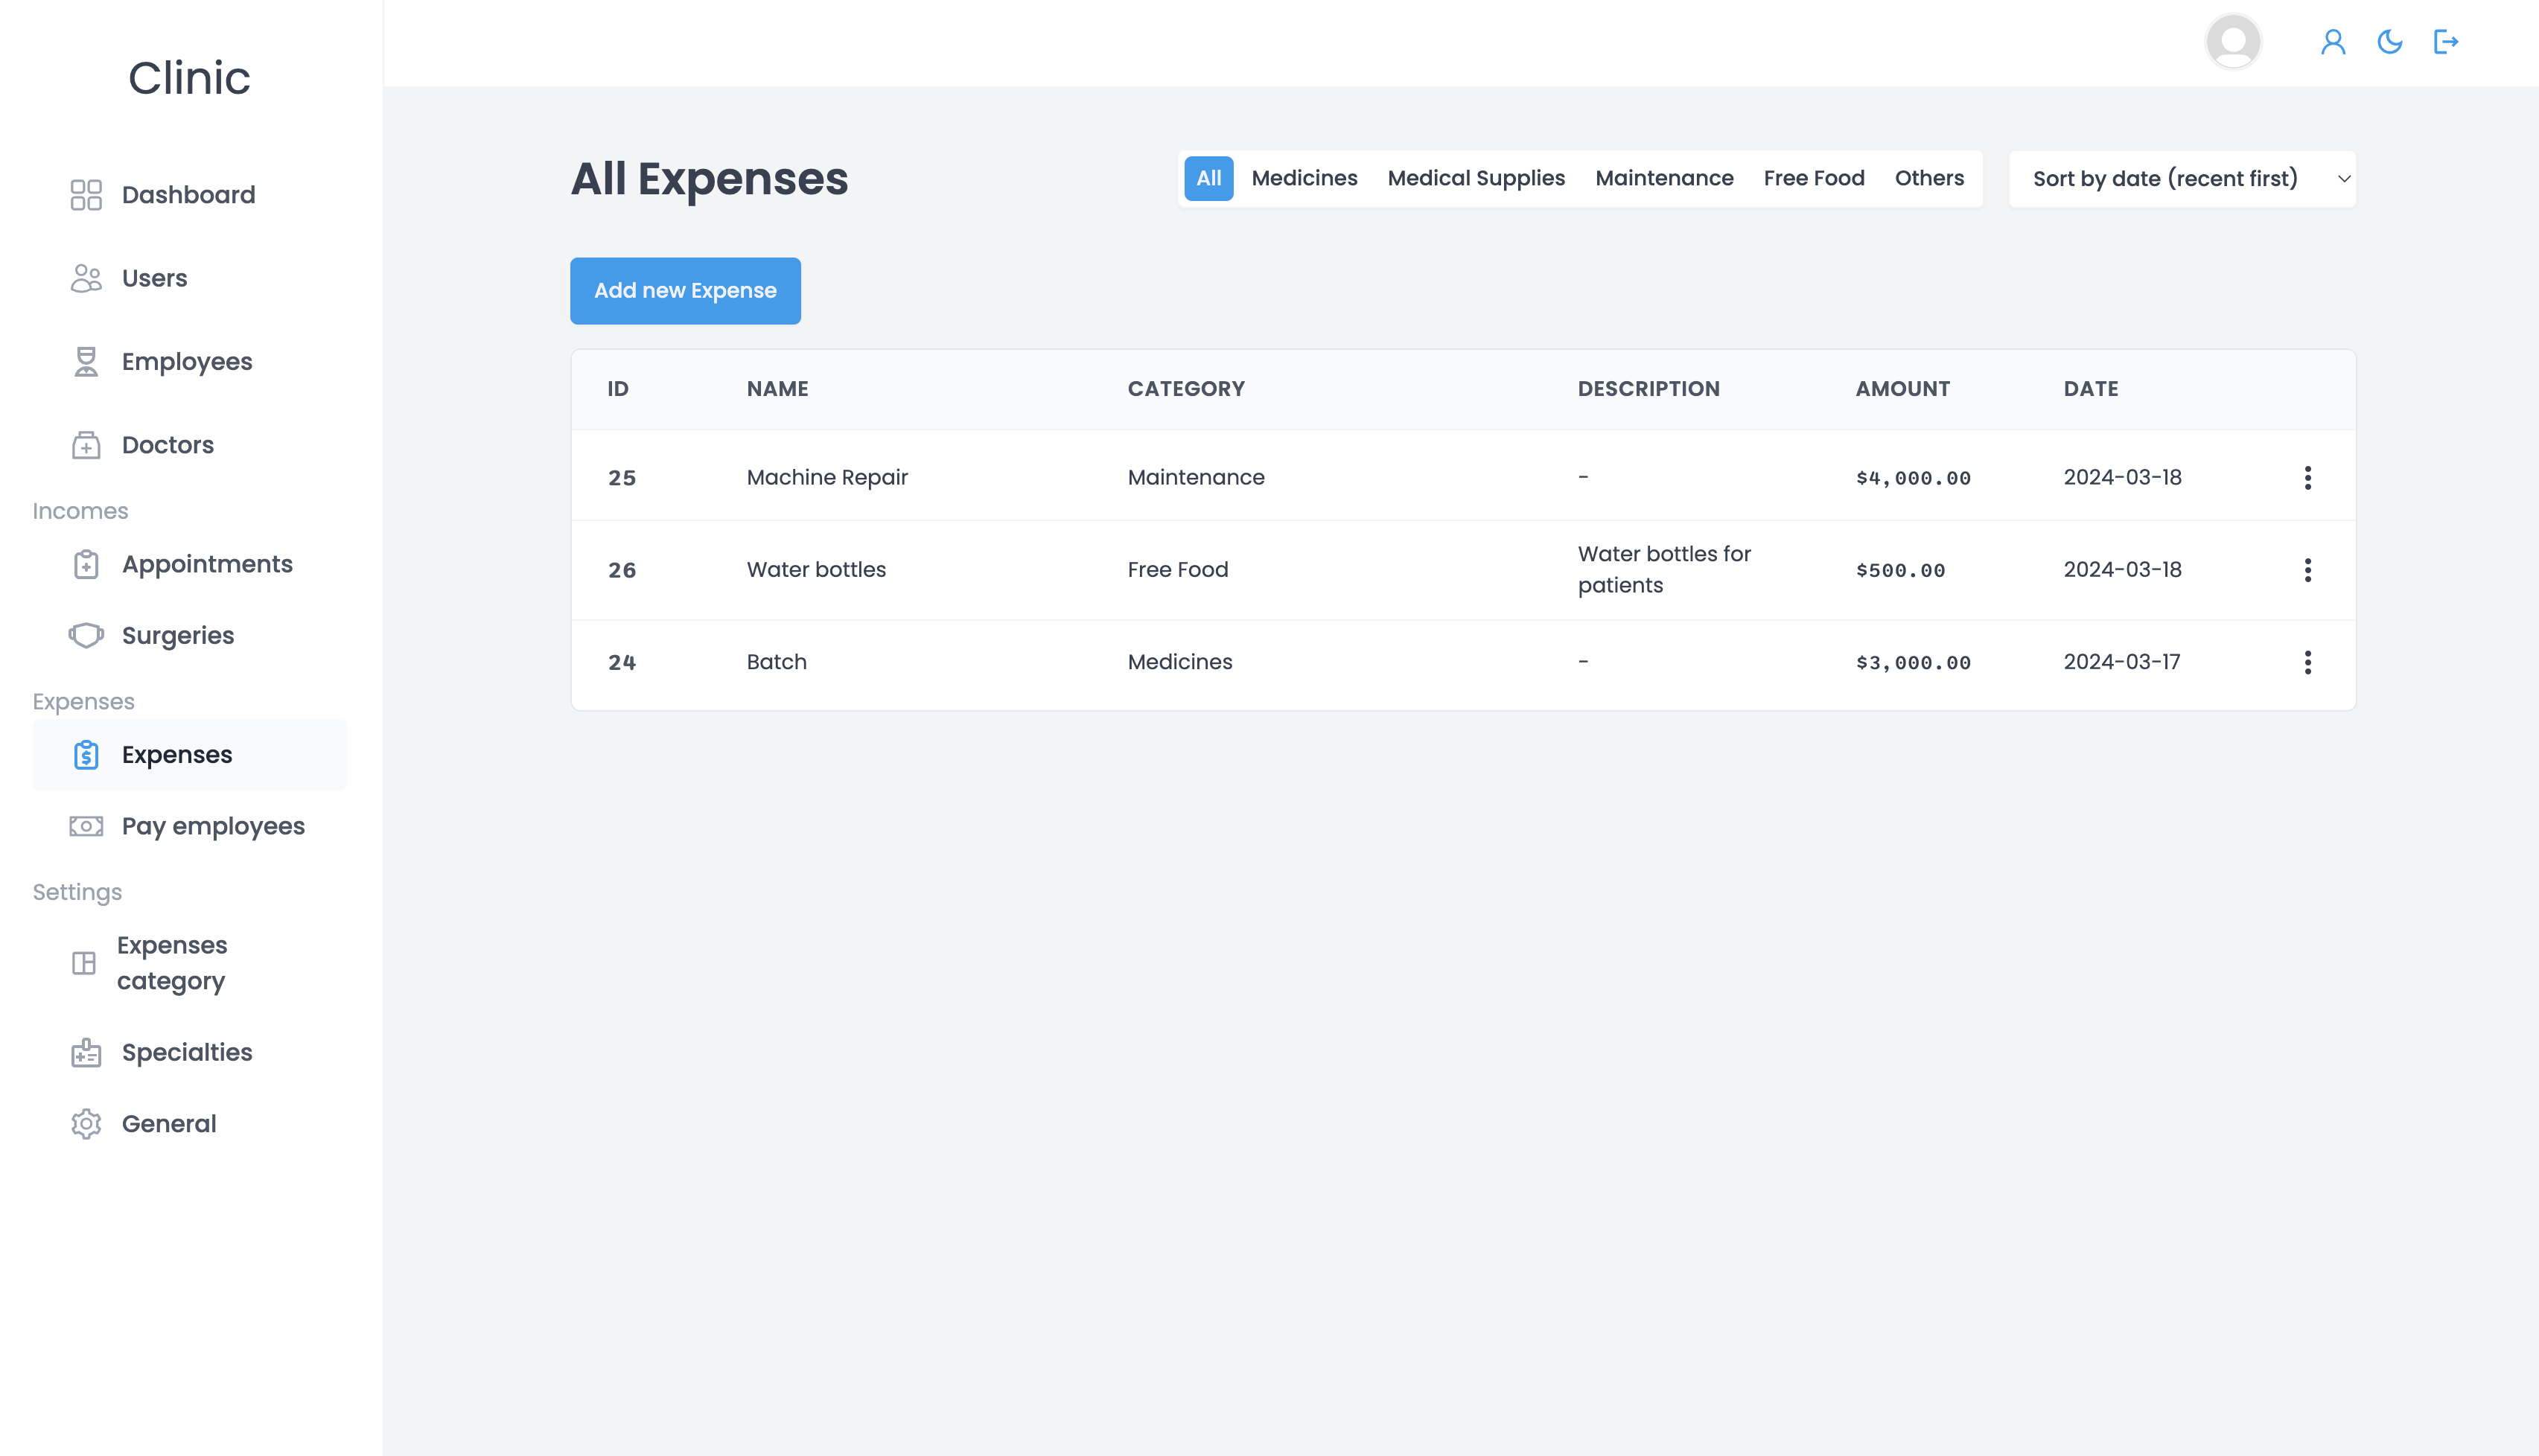 Clinic
Dashboard
Users
Employees
Doctors
Incomes
Appointments
Surgeries
Expenses
Expenses
Pay employees
Settings
Expenses
category
Specialties
General
All Expenses
All Medicines Medical Supplies Maintenance Free Food Others
Sort by date (recent first)
Add new Expense
ID NAME CATEGORY DESCRIPTION AMOUNT DATE
25 Machine Repair Maintenance - $4,000.00 2024-03-18
26 Water bottles Free Food Water bottles for
patients $500.00 2024-03-18
24 Batch Medicines - $3,000.00 2024-03-17